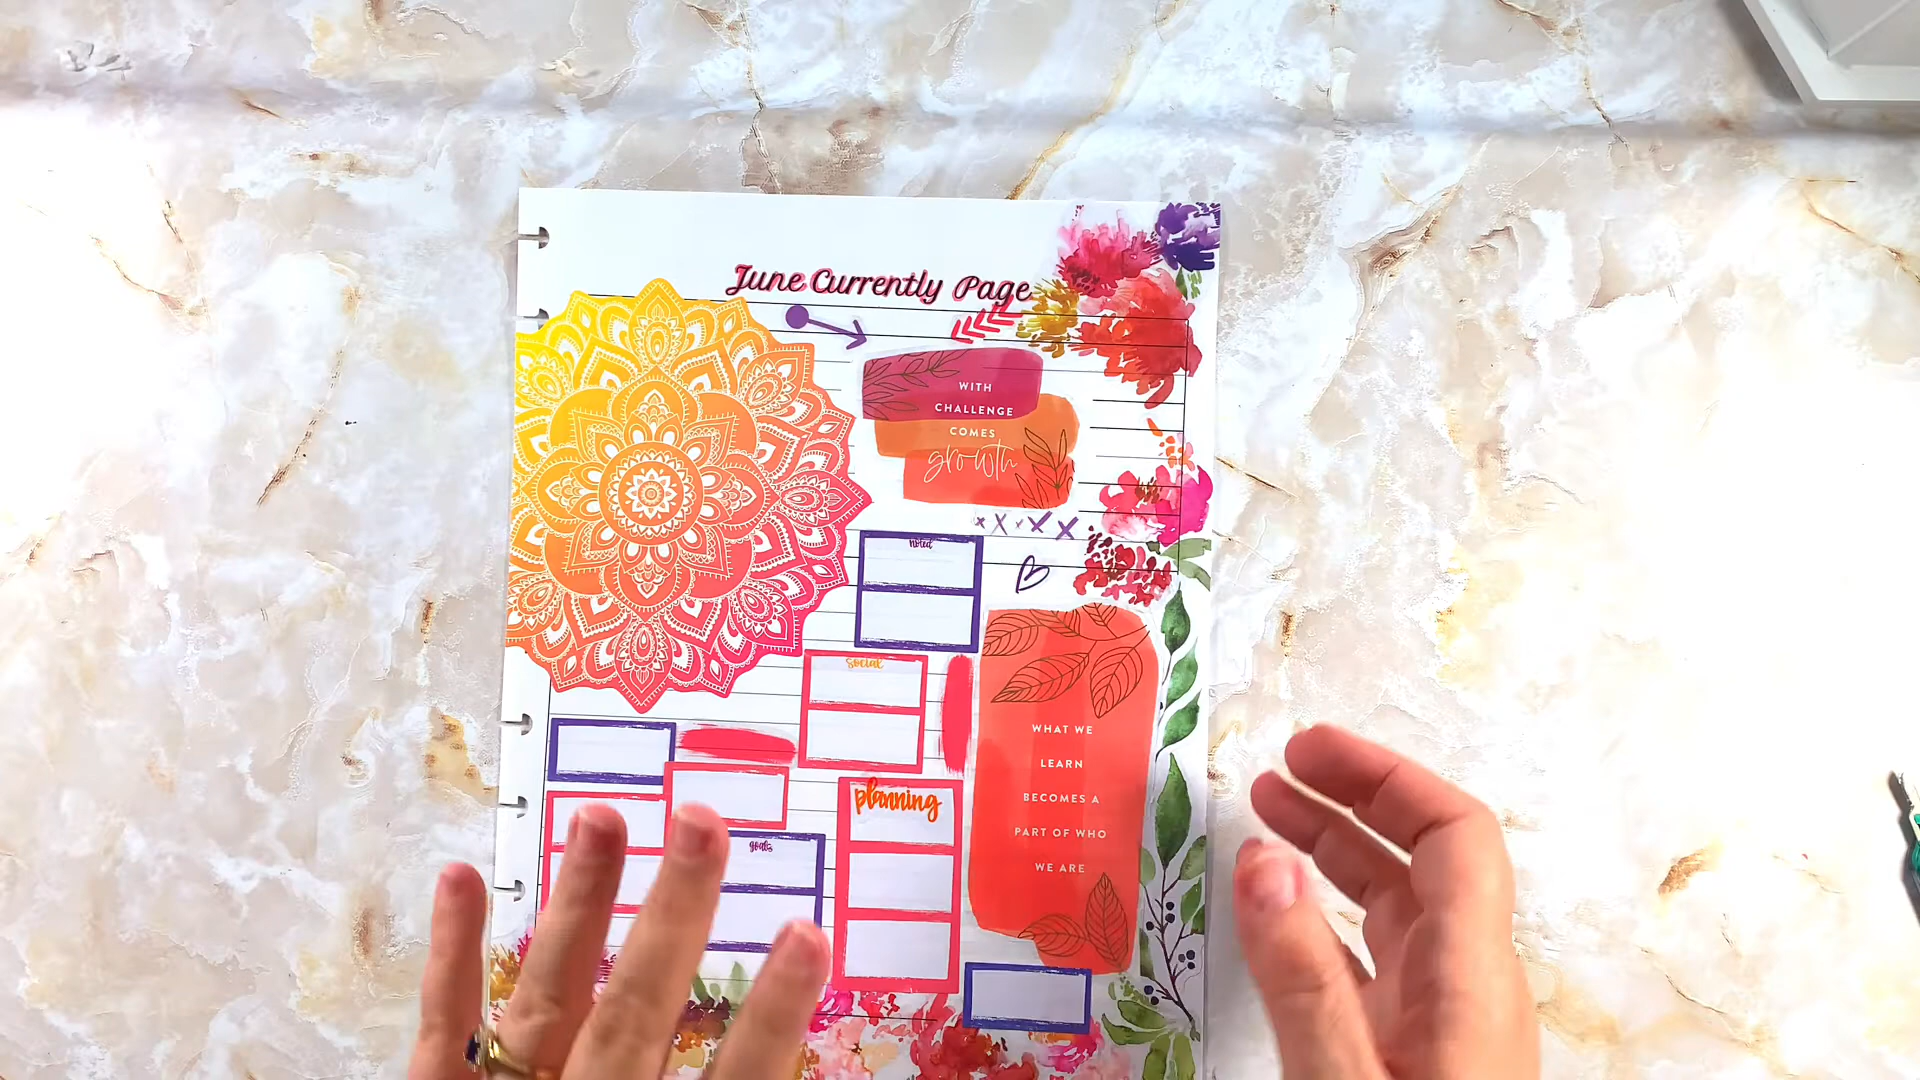 June Currently Page
WITH
CHALLENGE
COMES
growth
noted
social
WHAT WE
LEARN
BECOMES A
PART OF WHO
WE ARE
planning
goals